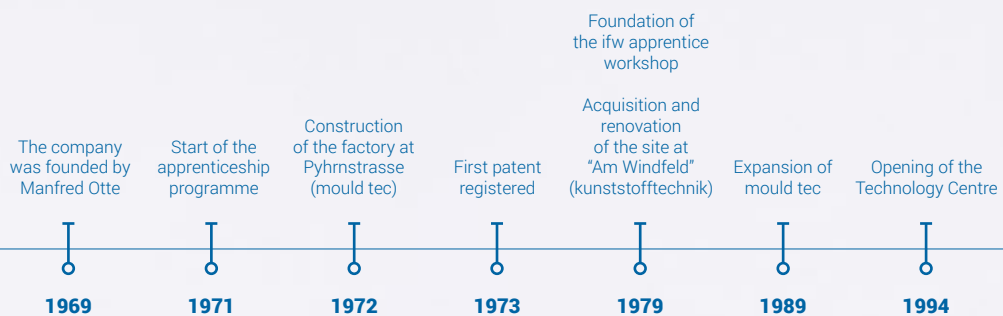 The company
was founded by
Manfred Otte
1969
Start of the
apprenticeship
programme
1971
Construction
of the factory at
Pyhrnstrasse
(mould tec)
1972
First patent
registered
1973
Foundation of
the ifw apprentice
workshop
Acquisition and
renovation
of the site at
“Am Windfeld”
(kunststofftechnik)
1979
Expansion of
mould tec
1989
Opening of the
Technology Centre
1994